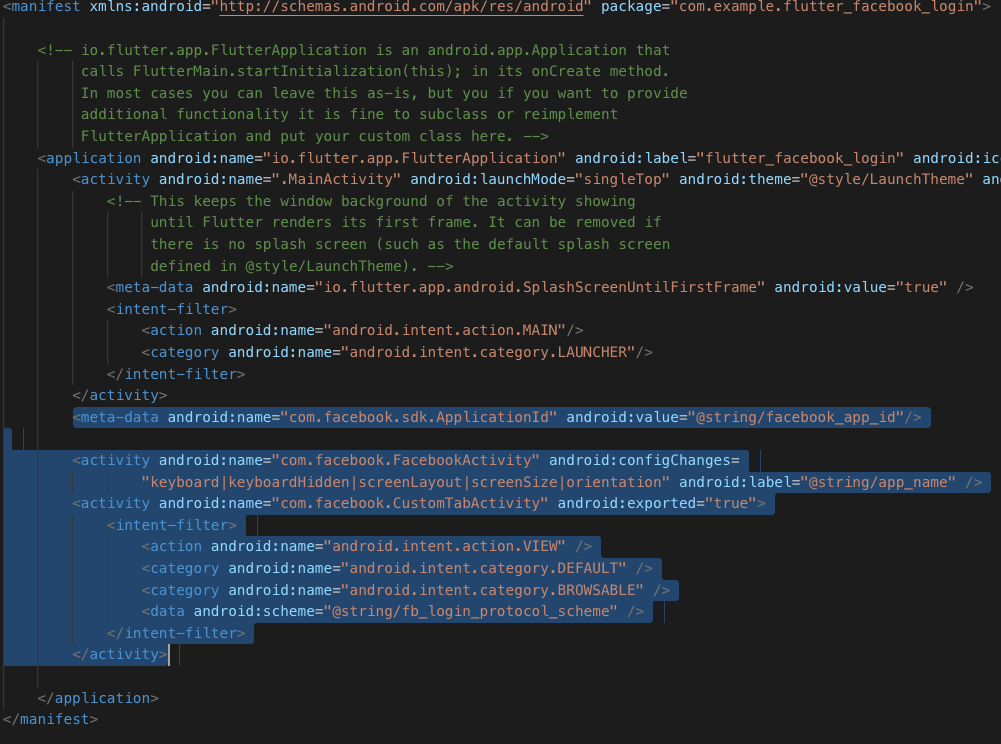 <manifest xmlns:android="http://schemas.android.com/apk/res/android" package="com.example.flutter_facebook_login">
<!-- io.flutter.app.FlutterApplication is an android.app.Application that
calls FlutterMain.startInitialization(this); in its onCreate method.
In most cases you can leave this as-is, but you if you want to provide
additional functionality it is fine to subclass or reimplement
FlutterApplication and put your custom class here. -->
<application android:name="io.flutter.app.FlutterApplication" android:label="flutter_facebook_login" android:ic
<activity android:name=".MainActivity" android:launchMode="singleTop" android:theme="@style/LaunchTheme" and
<!-- This keeps the window background of the activity showing
until Flutter renders its first frame. It can be removed if
there is no splash screen (such as the default splash screen
defined in @style/LaunchTheme). -->
<meta-data android:name="io.flutter.app.android.SplashScreenUntilFirstFrame" android:value="true" />
<intent-filter>
<action android:name="android.intent.action.MAIN"/>
<category android:name="android.intent.category.LAUNCHER"/>
</intent-filter>
</activity>
<meta-data android:name="com.facebook.sdk.ApplicationId" android:value="@string/facebook_app_id"/>
<activity android:name="com.facebook.FacebookActivity" android:configChanges=
"keyboard|keyboardHidden|screenLayout|screenSize|orientation" android:label="@string/app_name" />
<activity android:name="com.facebook.CustomTabActivity" android:exported="true">
<intent-filter>
<action android:name="android.intent.action.VIEW" />
<category android:name="android.intent.category.DEFAULT" />
<category android:name="android.intent.category.BROWSABLE" />
<data android:scheme="@string/fb_login_protocol_scheme" />
</intent-filter>
</activity>
</application>
</manifest>